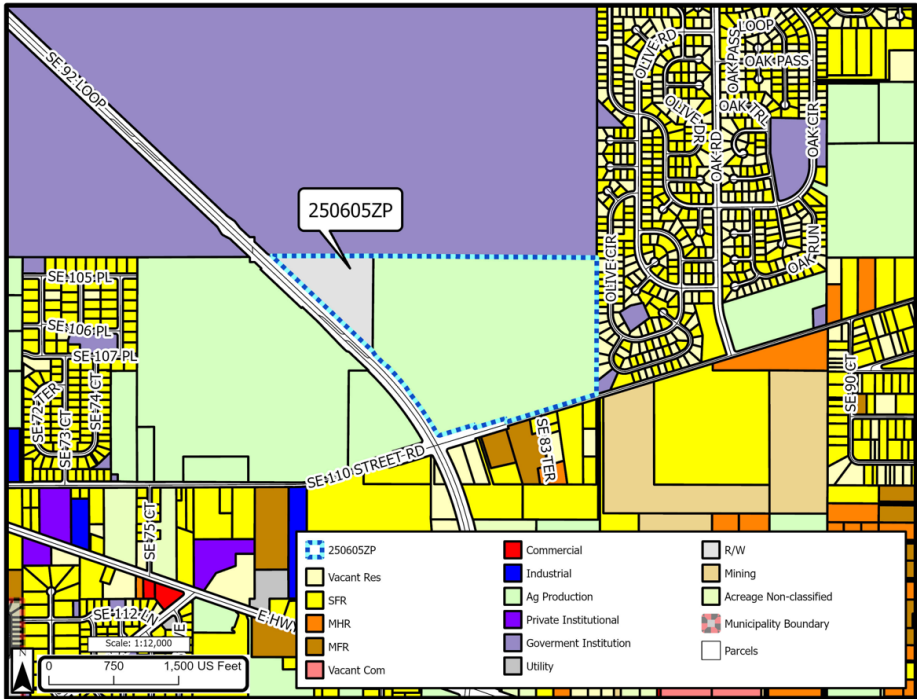 SE 92 LOOP
OLIVE RD
OAK PASS LOOP
OAK PASS
OLIVE DR
OAK TRL
OAK RD
OAK CIR
250605ZP
OLIVE CIR
OAK RUN
SE 105 PL
SE 106 PL
SE 107 PL
SE 72 TER
SE 73 CT
SE 74 CT
SE 90 CT
SE 110 STREET RD
SE 83 TER
SE 75 CT
SE 112 LN
VE
E HWY
250605ZP
Vacant Res
SFR
MHR
MFR
Vacant Com
Commercial
Industrial
Ag Production
Private Institutional
Goverment Institution
Utility
R/W
Mining
Acreage Non-classified
Municipality Boundary
Parcels
Scale: 1:12,000
N
0 750 1,500 US Feet